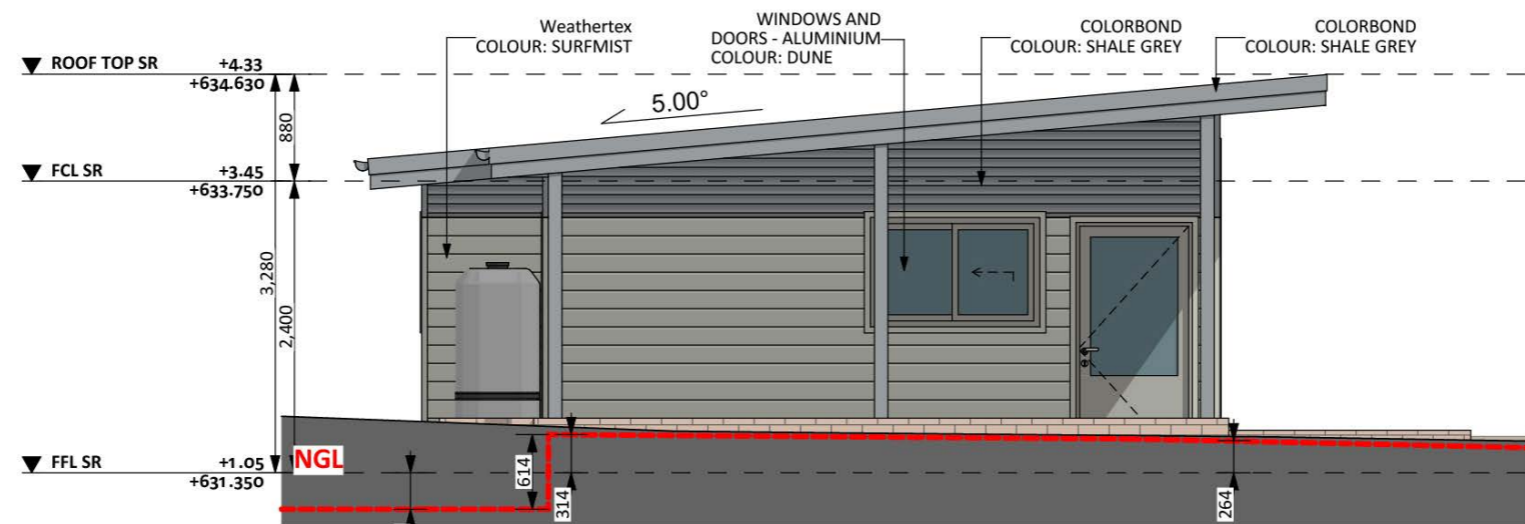 Weathertex
COLOUR: SURFMIST
WINDOWS AND
DOORS - ALUMINIUM
COLOUR: DUNE
COLORBOND
COLOUR: SHALE GREY
COLORBOND
COLOUR: SHALE GREY
ROOF TOP SR +4.33
+634.630
5.00°
880
FCL SR +3.45
+633.750
3,280
2,400
FFL SR +1.05
+631.350
NGL
614
314
264